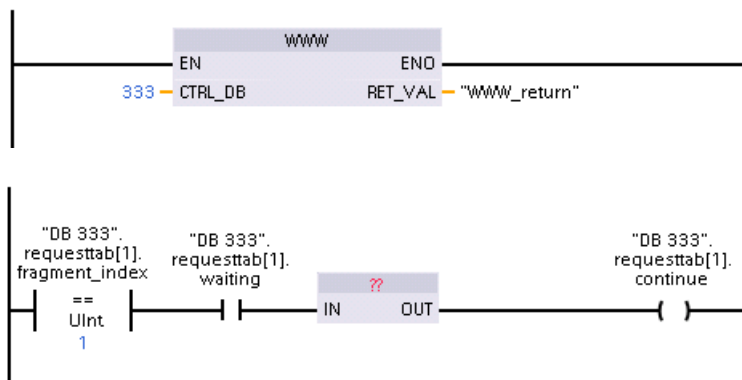 WWW
EN ENO
333 CTRL_DB RET_VAL "WWW_return"
"DB 333".
requesttab[1].
fragment_index
==
UInt
1
"DB 333".
requesttab[1].
waiting
??
IN OUT
"DB 333".
requesttab[1].
continue
( )